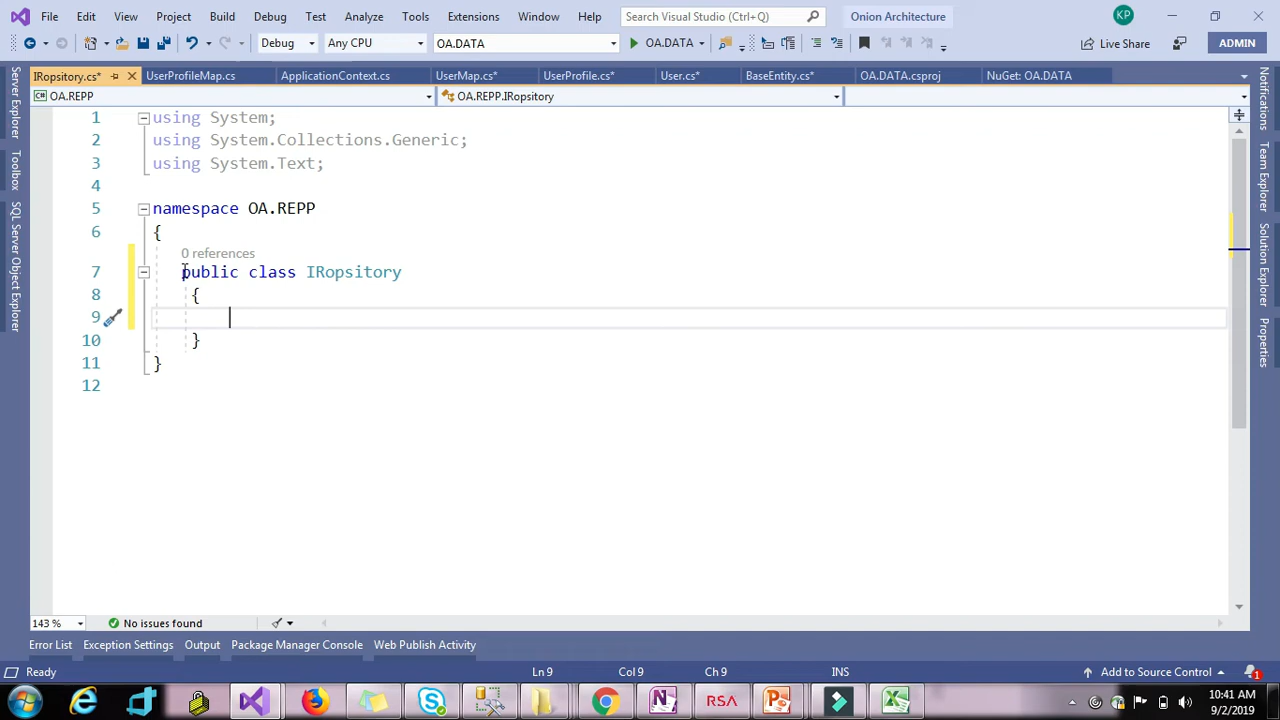 File Edit View Project Build Debug Test Analyze Tools Extensions Window Help Search Visual Studio (Ctrl+Q) Onion Architecture KP
Debug Any CPU OA.DATA OA.DATA Live Share ADMIN
IRopsitory.cs* UserProfileMap.cs ApplicationContext.cs UserMap.cs* UserProfile.cs* User.cs* BaseEntity.cs* OA.DATA.csproj NuGet: OA.DATA
OA.REPP OA.REPP.IRopsitory
Server Explorer
Toolbox
SQL Server Object Explorer
1 using System;
2 using System.Collections.Generic;
3 using System.Text;
4
5 namespace OA.REPP
6 {
0 references
7 public class IRopsitory
8 {
9
10 }
11 }
12
Notifications
Team Explorer
Solution Explorer
Properties
143 % No issues found
Error List Exception Settings Output Package Manager Console Web Publish Activity
Ready Ln 9 Col 9 Ch 9 INS Add to Source Control 1
RSA 10:41 AM
9/2/2019